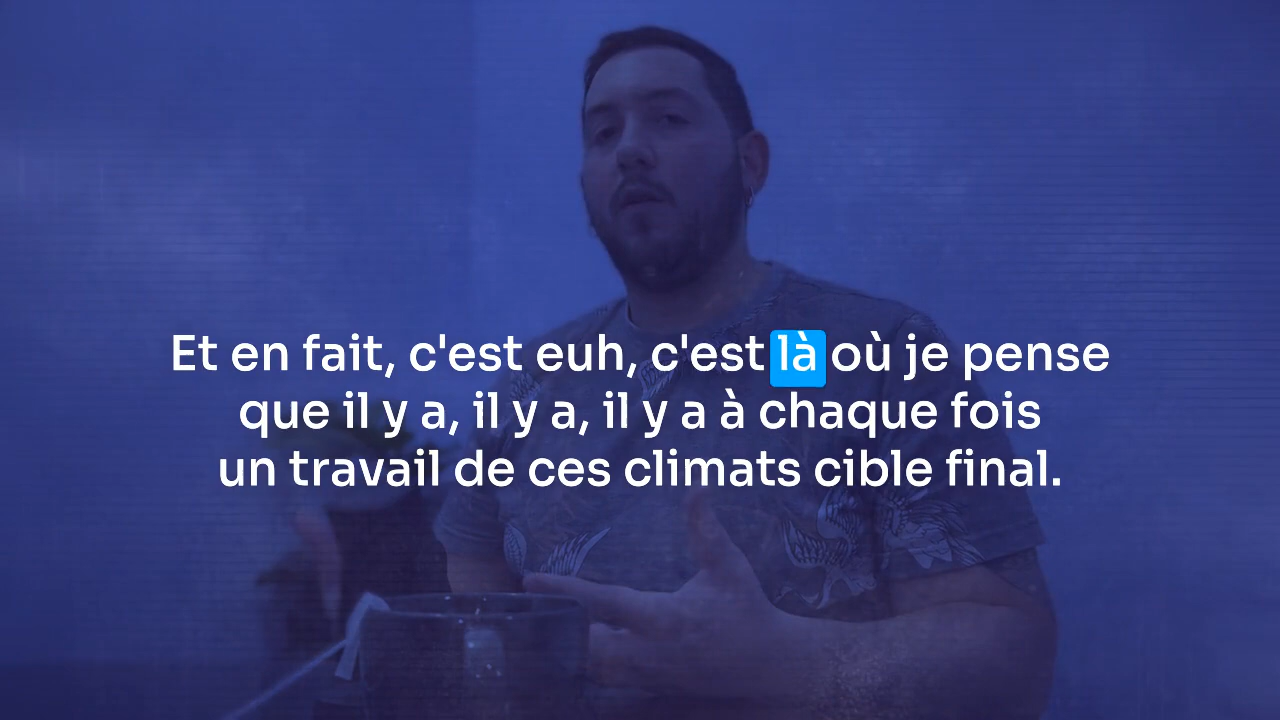 Et en fait, c'est euh, c'est là où je pense
que il y a, il y a, il y a à chaque fois
un travail de ces climats cible final.